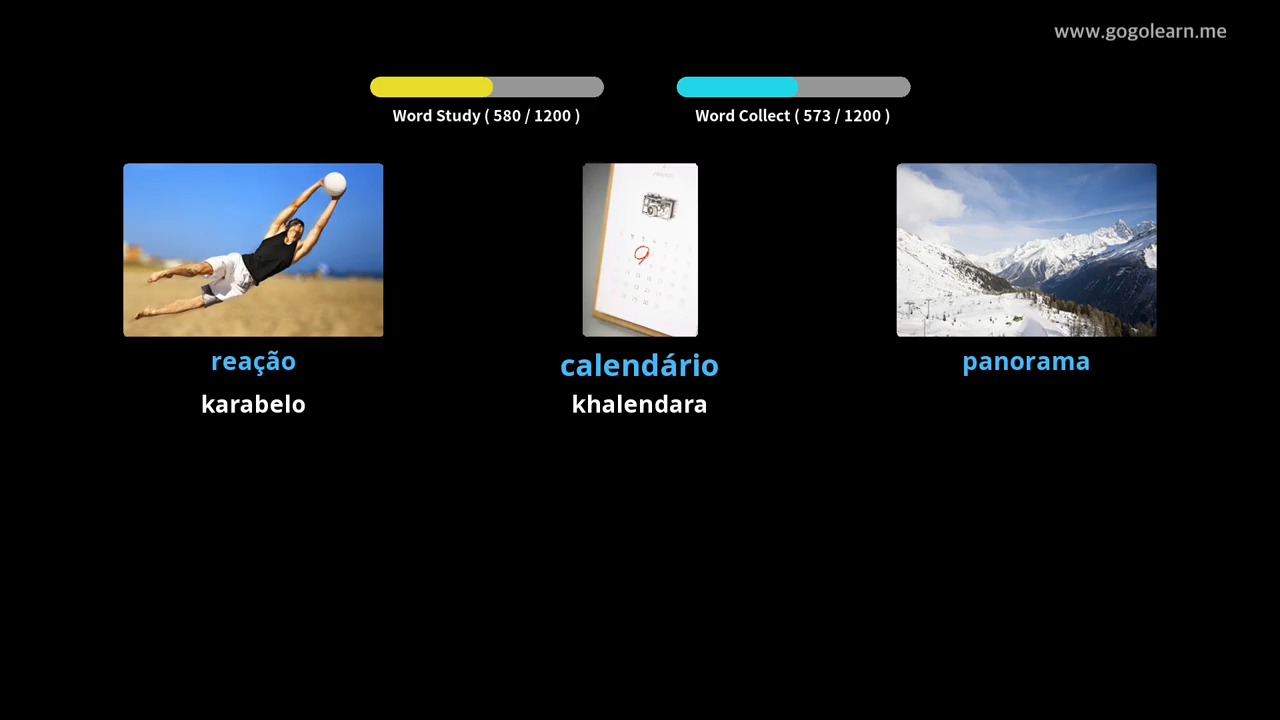 www.gogolearn.me
Word Study ( 580 / 1200 )
Word Collect ( 573 / 1200 )
reação
calendário
panorama
karabelo
khalendara